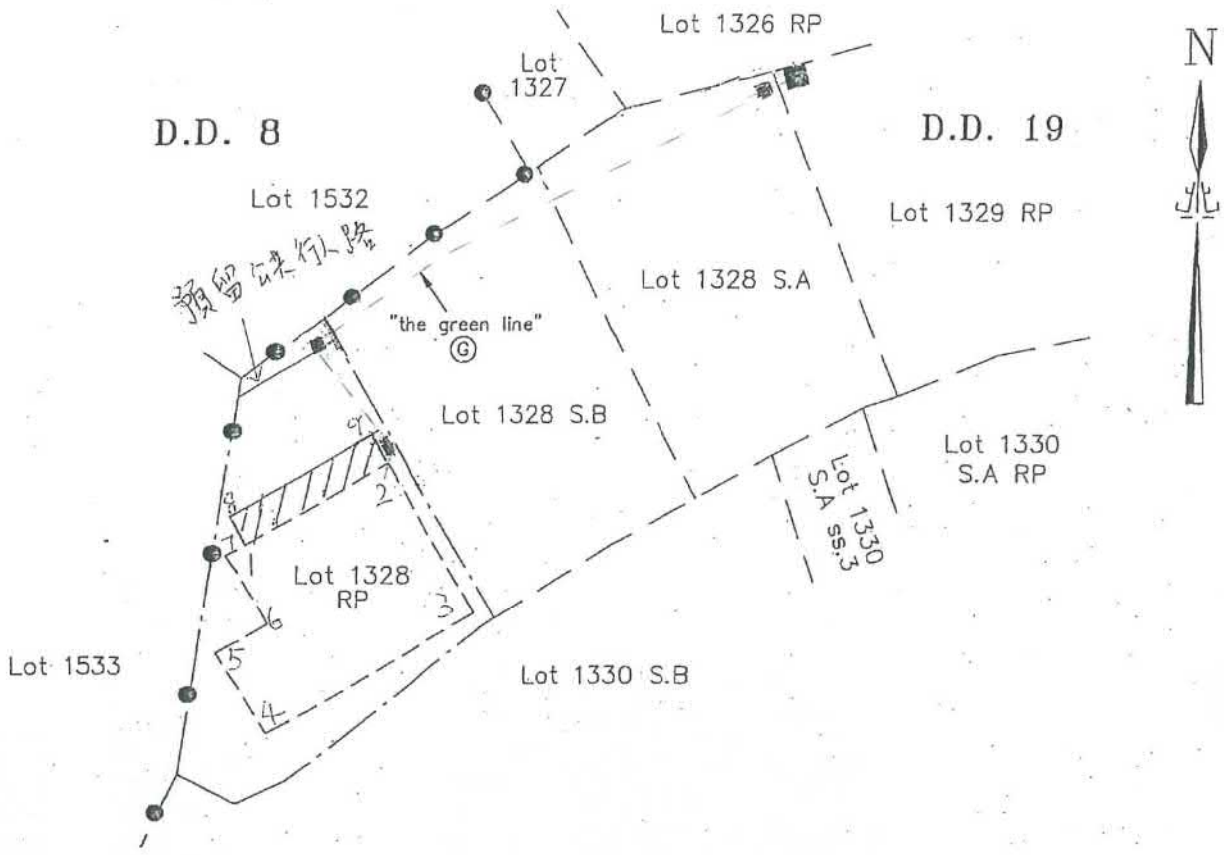 Lot 1326 RP
N
Lot
1327
D.D. 8
D.D. 19
Lot 1532
Lot 1329 RP
預留行人路
Lot 1328 S.A
"the green line"
G
Lot 1328 S.B
9
Lot 1330
S.A RP
Lot 1330
S.A ss.3
2
8
7
1
Lot 1328
RP
3
6
5
Lot 1533
Lot 1330 S.B
4